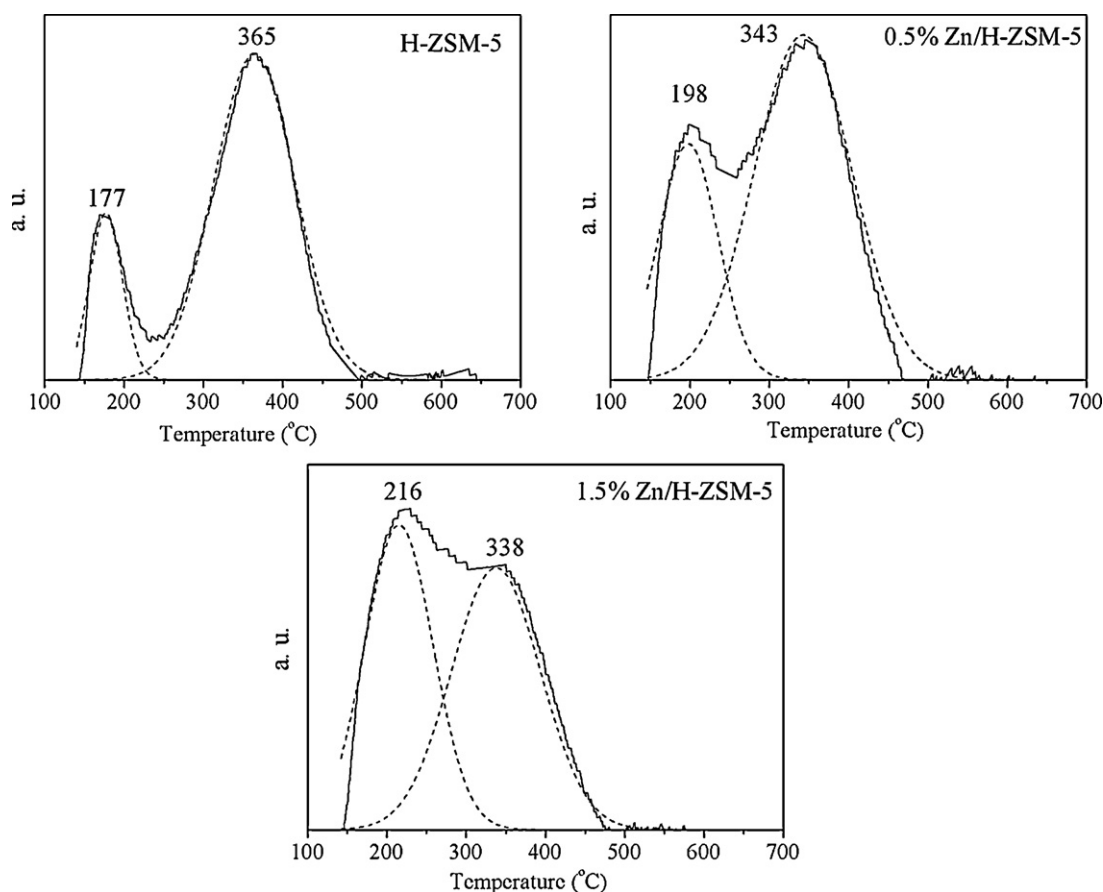 365
H-ZSM-5
177
a. u.
100 200 300 400 500 600 700
Temperature (°C)
343
0.5% Zn/H-ZSM-5
198
a. u.
100 200 300 400 500 600 700
Temperature (°C)
216
1.5% Zn/H-ZSM-5
338
a. u.
100 200 300 400 500 600 700
Temperature (°C)